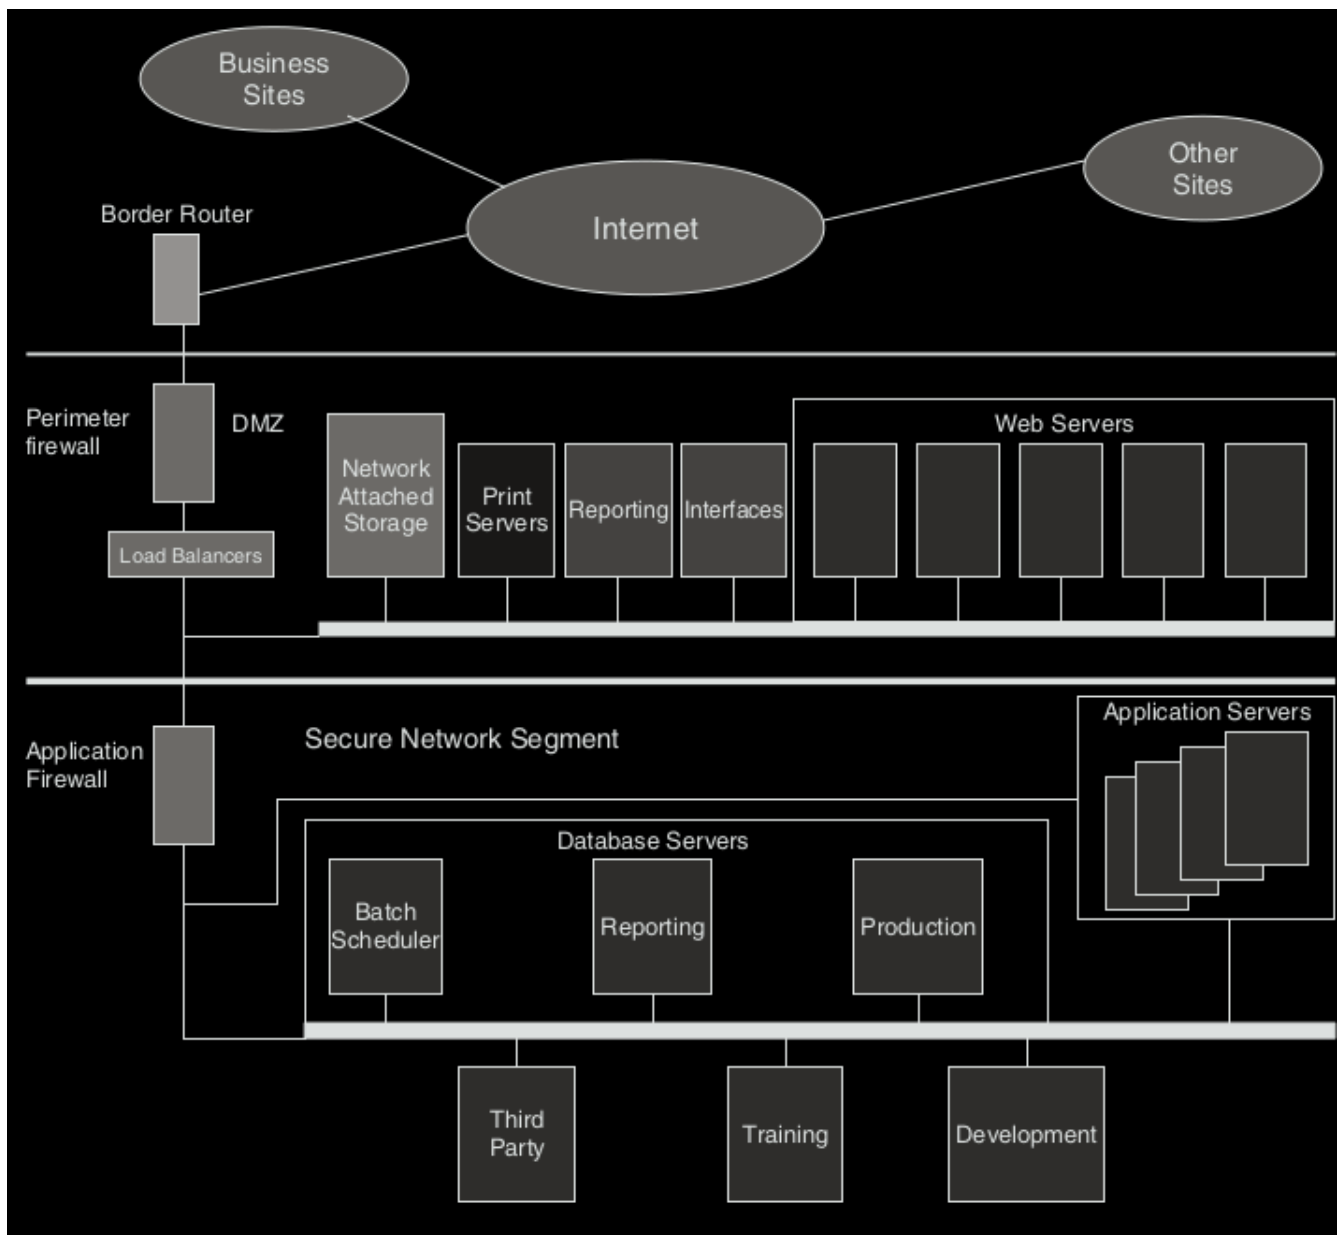 Business
Sites
Other
Sites
Internet
Border Router
Perimeter
firewall
DMZ
Load Balancers
Network
Attached
Storage
Print
Servers
Reporting
Interfaces
Web Servers
Application
Firewall
Secure Network Segment
Application Servers
Database Servers
Batch
Scheduler
Reporting
Production
Third
Party
Training
Development